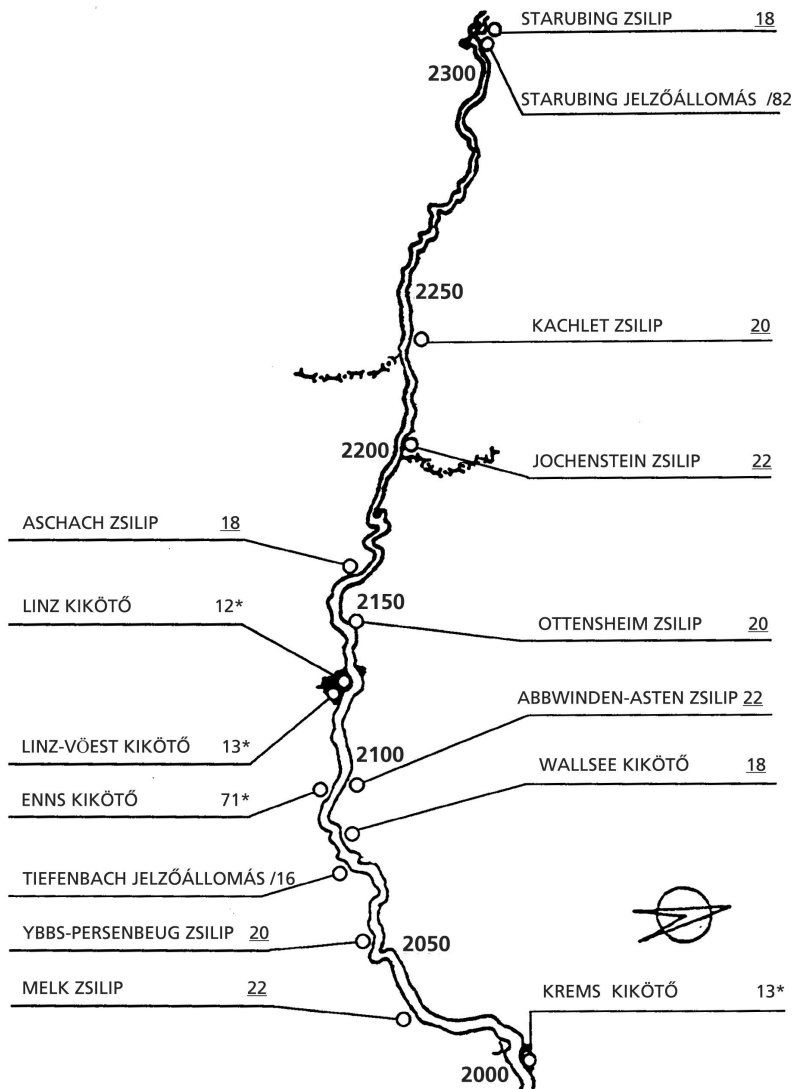 STARUBING ZSILIP 18
2300
STARUBING JELZŐÁLLOMÁS /82
2250
KACHLET ZSILIP 20
2200
JOCHENSTEIN ZSILIP 22
ASCHACH ZSILIP 18
2150
LINZ KIKÖTŐ 12*
OTTENSHEIM ZSILIP 20
ABBWINDEN-ASTEN ZSILIP 22
LINZ-VÖEST KIKÖTŐ 13*
2100
WALLSEE KIKÖTŐ 18
ENNS KIKÖTŐ 71*
TIEFENBACH JELZŐÁLLOMÁS /16
YBBS-PERSENBEUG ZSILIP 20
2050
MELK ZSILIP 22
KREMS KIKÖTŐ 13*
2000